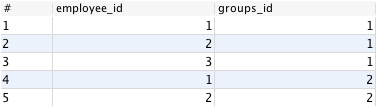 # employee_id groups_id
1 1 1
2 2 1
3 3 1
4 1 2
5 2 2